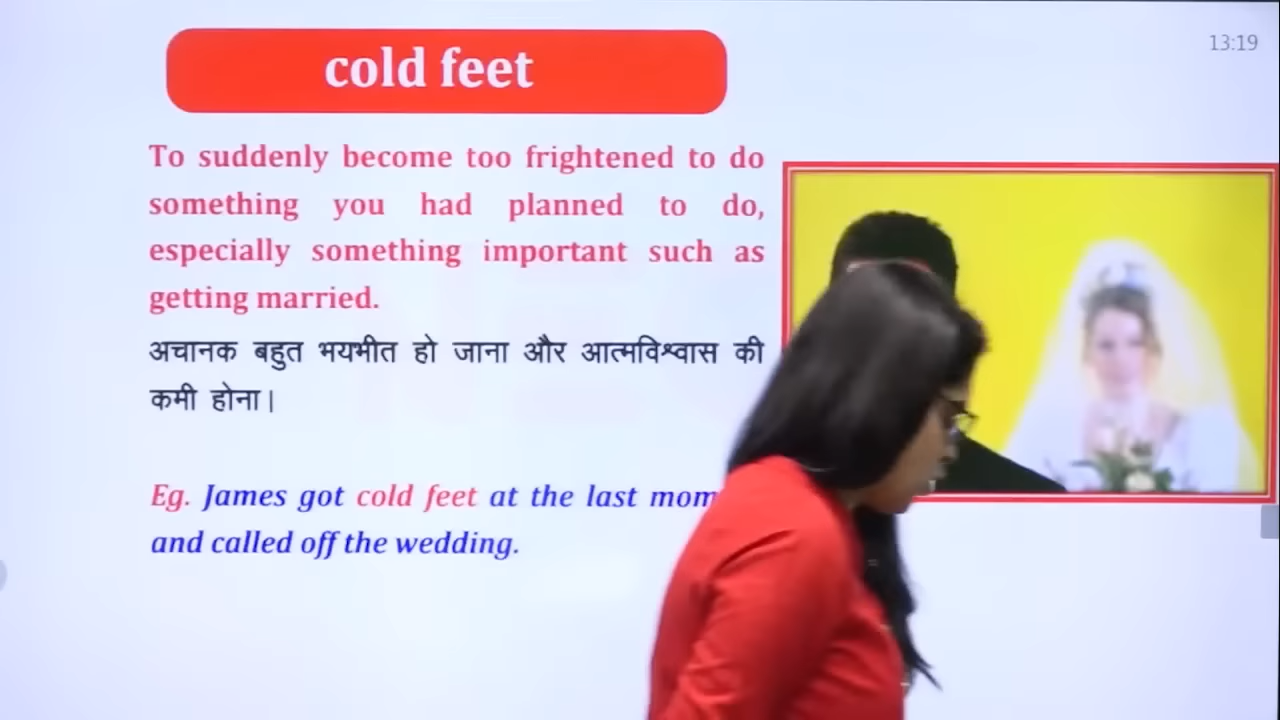 cold feet
13:19
To suddenly become too frightened to do
something you had planned to do,
especially something important such as
getting married.
अचानक बहुत भयभीत हो जाना और आत्मविश्वास की
कमी होना।
Eg. James got cold feet at the last
and called off the wedding.